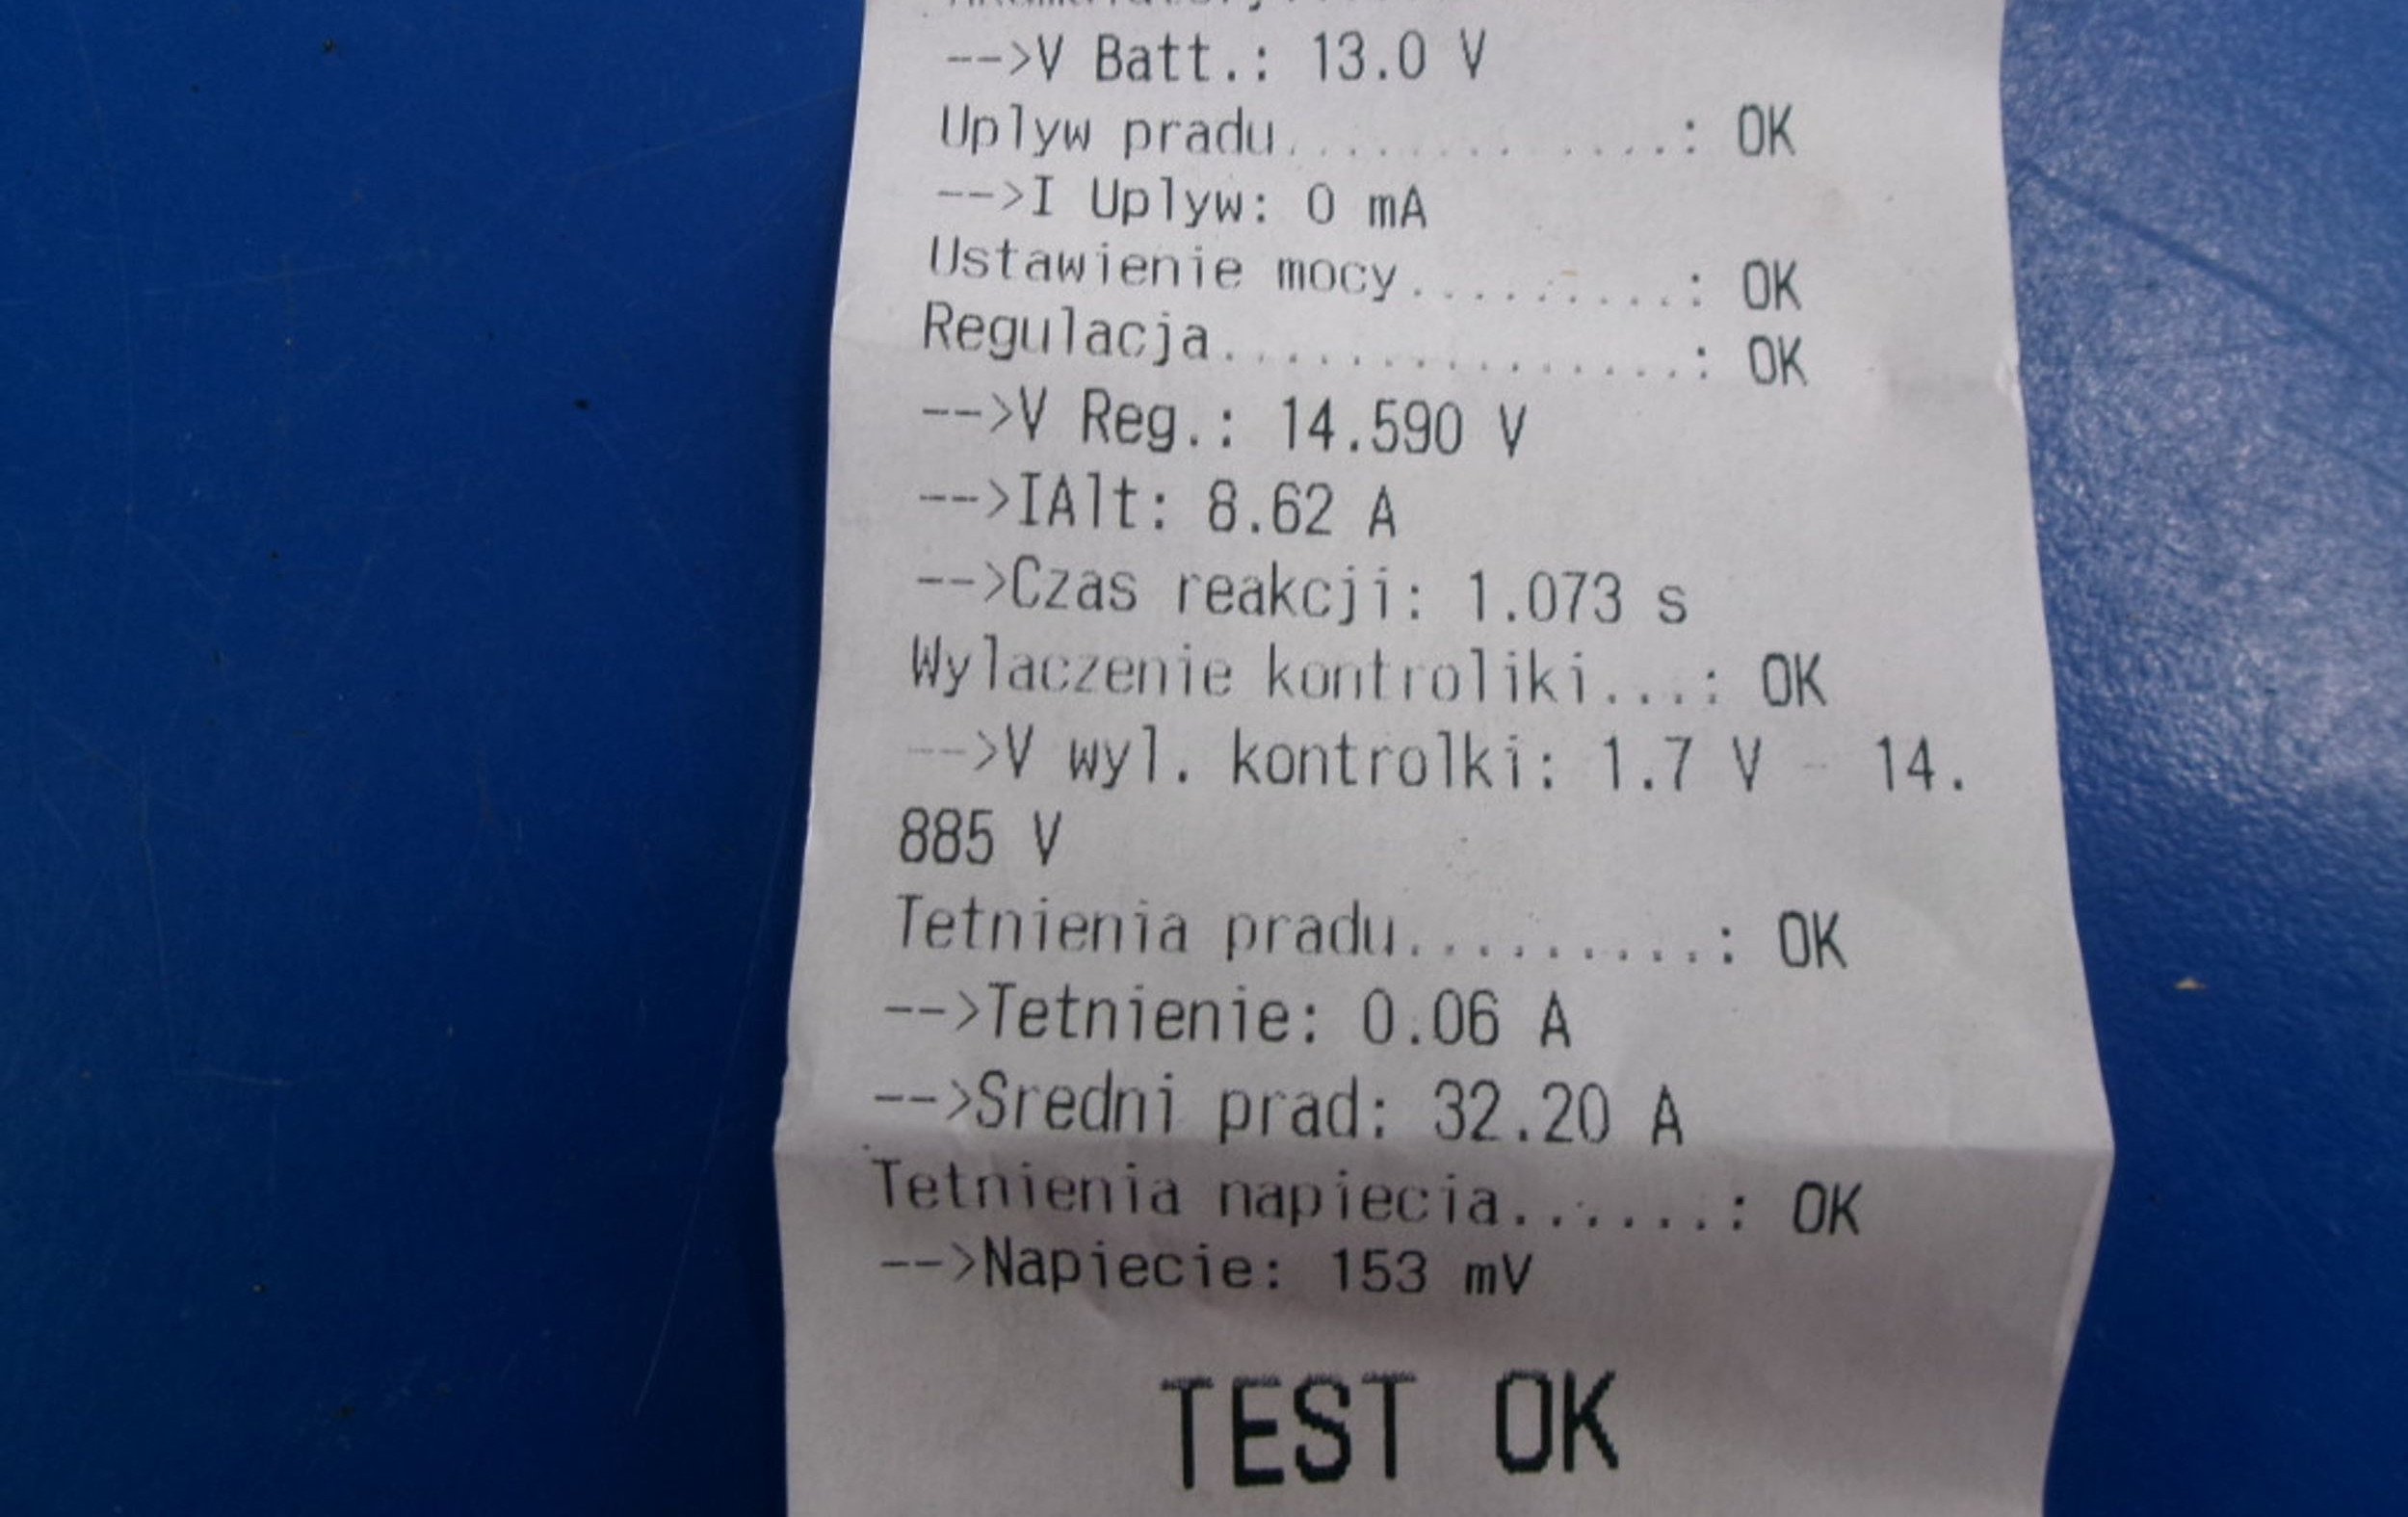 -->V Batt.: 13.0 V
Uplyw pradu.............: OK
-->I Uplyw: 0 mA
Ustawienie mocy.........: OK
Regulacja...............: OK
-->V Reg.: 14.590 V
-->IAlt: 8.62 A
-->Czas reakcji: 1.073 s
Wylaczenie kontroliki...: OK
-->V wyl. kontrolki: 1.7 V - 14.
885 V
Tetnienia pradu..........: OK
-->Tetnienie: 0.06 A
-->Sredni prad: 32.20 A
Tetnienia napiecia......: OK
-->Napiecie: 153 mV
TEST OK